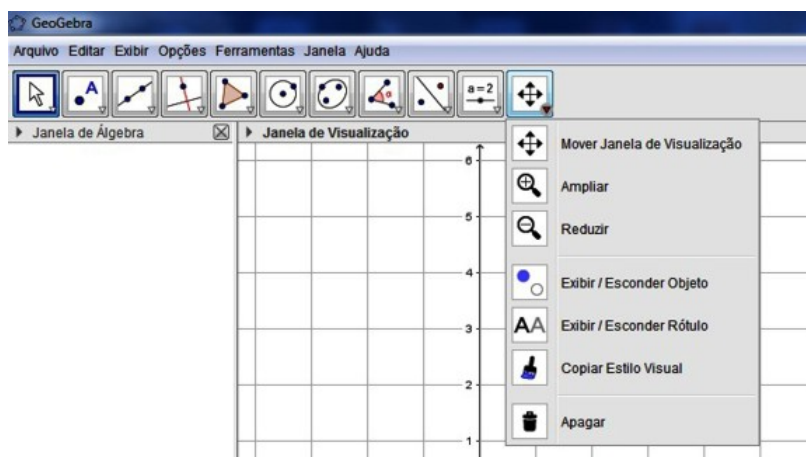 GeoGebra
Arquivo Editar Exibir Opções Ferramentas Janela Ajuda
A
α
a=2
Janela de Álgebra
Janela de Visualização
Mover Janela de Visualização
6
Ampliar
5
Reduzir
4
Exibir / Esconder Objeto
3
AA
Exibir / Esconder Rótulo
Copiar Estilo Visual
2
Apagar
1